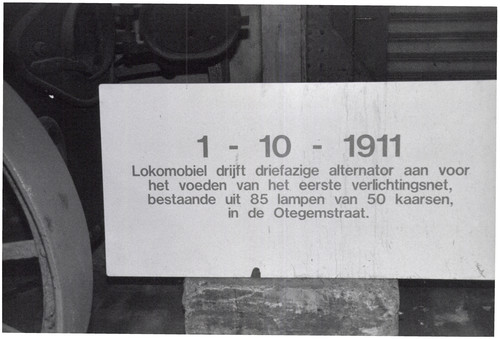 1 - 10 - 1911
Lokomobiel drijft driefazige alternator aan voor
het voeden van het eerste verlichtingsnet,
bestaande uit 85 lampen van 50 kaarsen,
in de Otegemstraat.